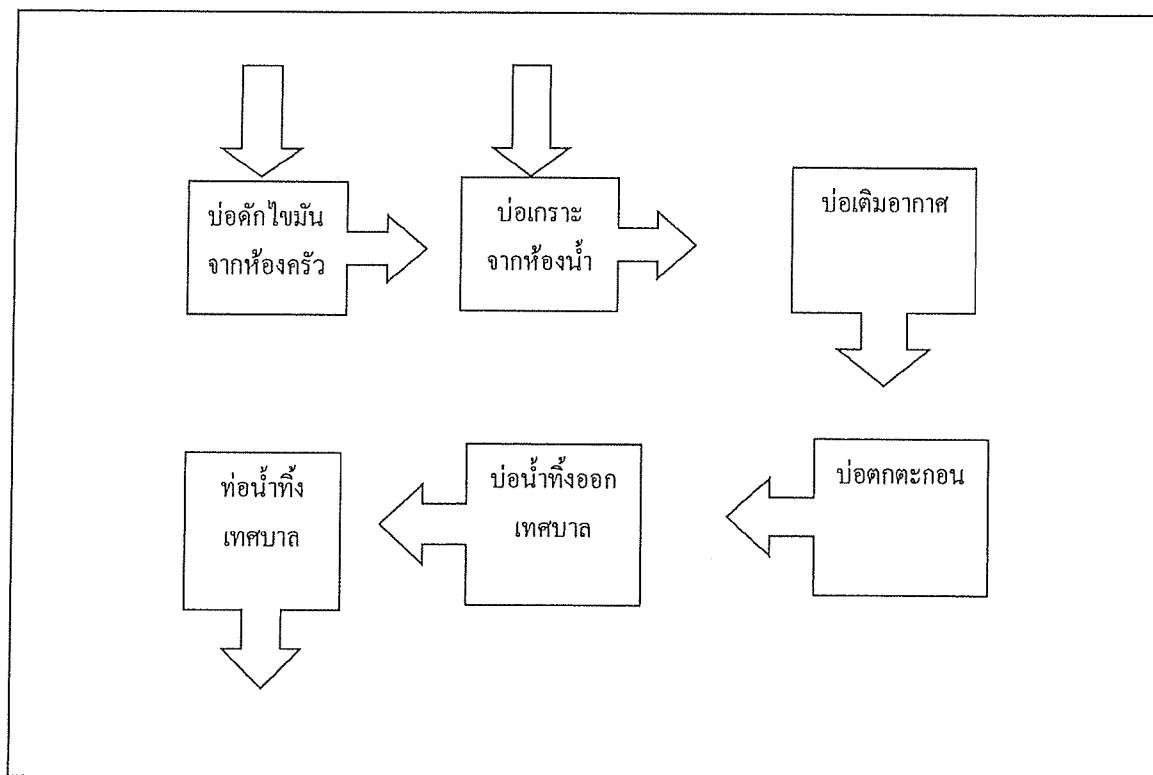 บ่อดักไขมัน
จากห้องครัว
บ่อเกราะ
จากห้องน้ำ
บ่อเติมอากาศ
บ่อตกตะกอน
บ่อน้ำทิ้งออก
เทศบาล
ท่อน้ำทิ้ง
เทศบาล